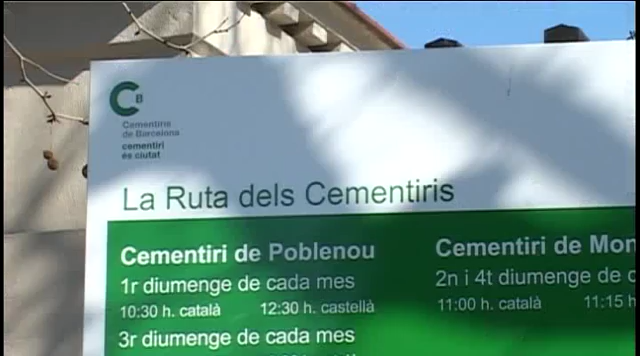 CB
Cementiris
de Barcelona
cementiri
és ciutat
La Ruta dels Cementiris
Cementiri de Poblenou
1r diumenge de cada mes
10:30 h. català 12:30 h. castellà
3r diumenge de cada mes
Cementiri de Mon
2n i 4t diumenge de c
11:00 h. català 11:15 h